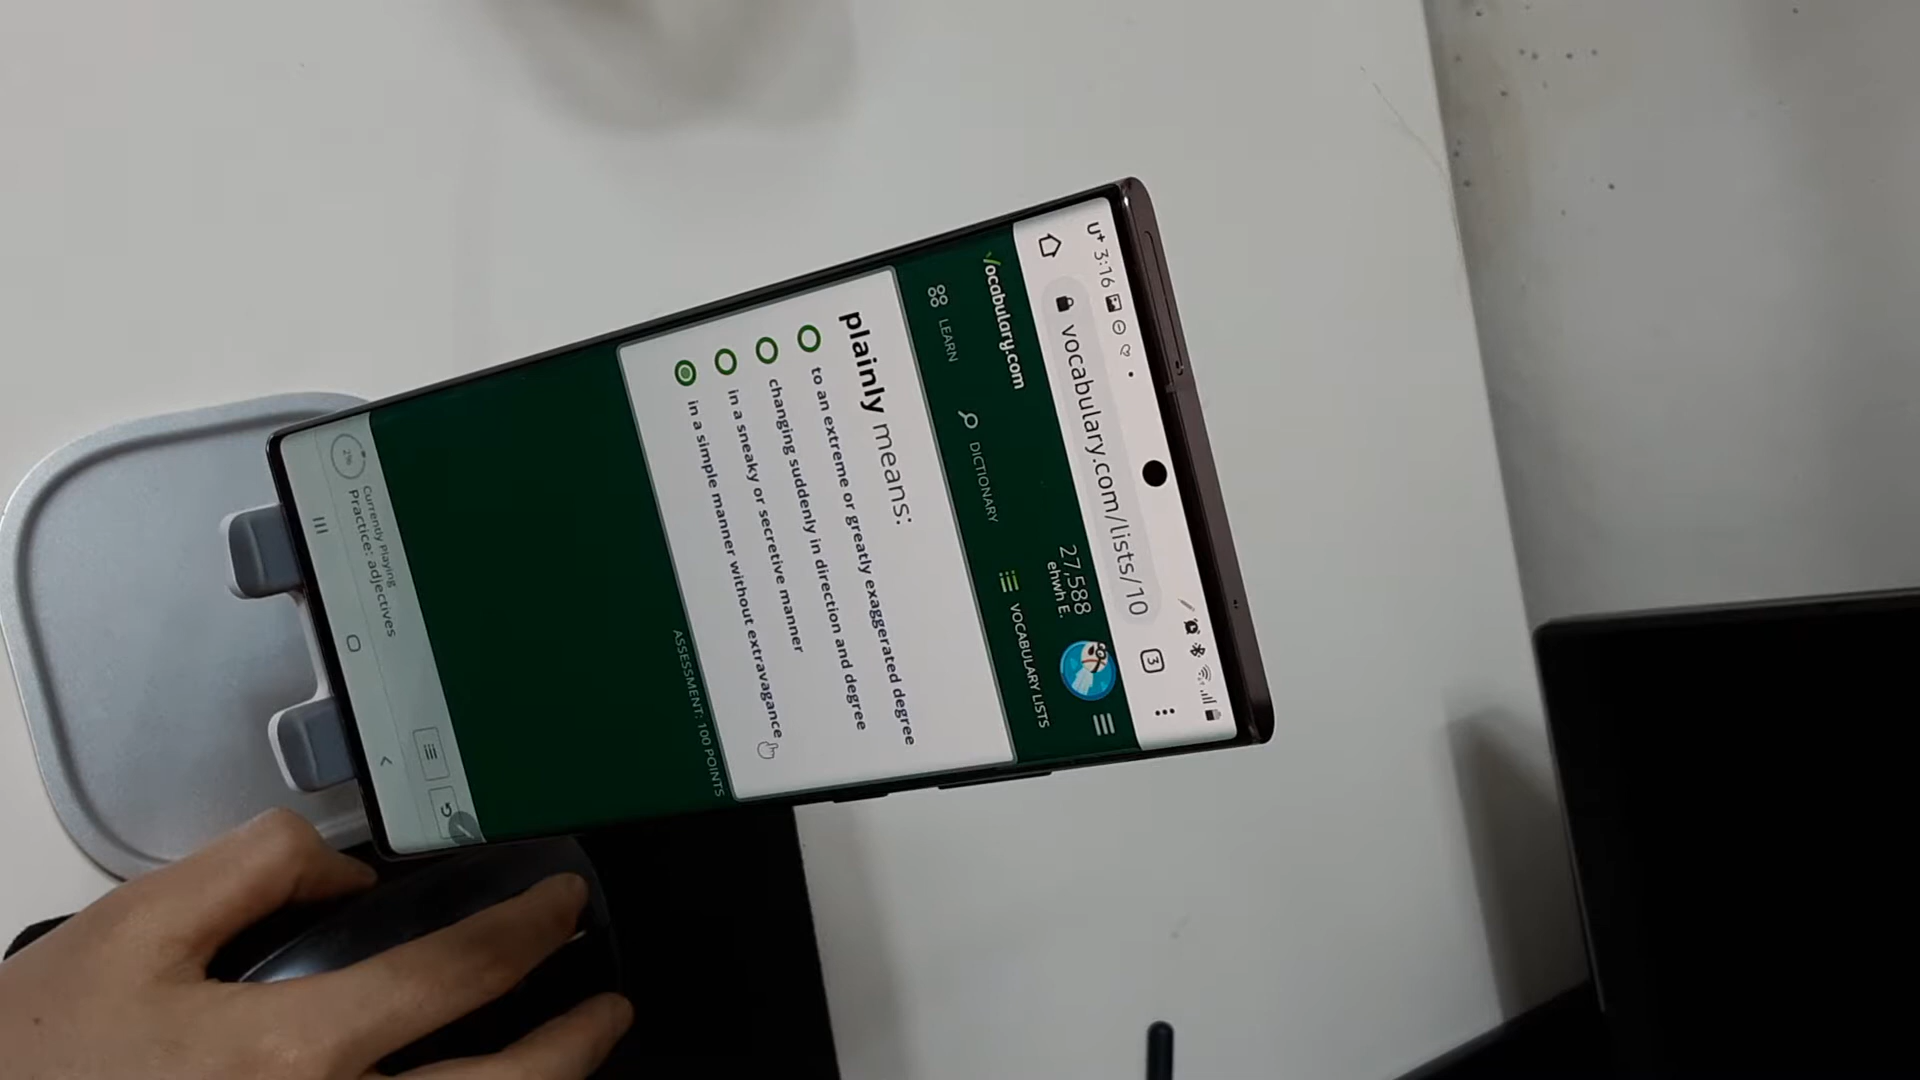 U+ 3:16
vocabulary.com/lists/10
3
Vocabulary.com
27,588
ehwh E.
LEARN
DICTIONARY
VOCABULARY LISTS
plainly means:
to an extreme or greatly exaggerated degree
changing suddenly in direction and degree
in a sneaky or secretive manner
in a simple manner without extravagance
ASSESSMENT: 100 POINTS
2%
Currently Playing
Practice: adjectives